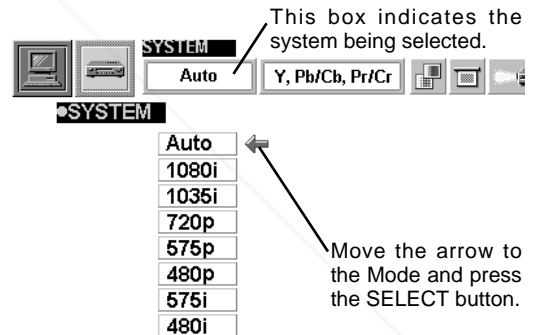 This box indicates the
system being selected.
SYSTEM
Auto
Y, Pb/Cb, Pr/Cr
●SYSTEM
Auto
1080i
1035i
720p
575p
480p
575i
480i
Move the arrow to
the Mode and press
the SELECT button.